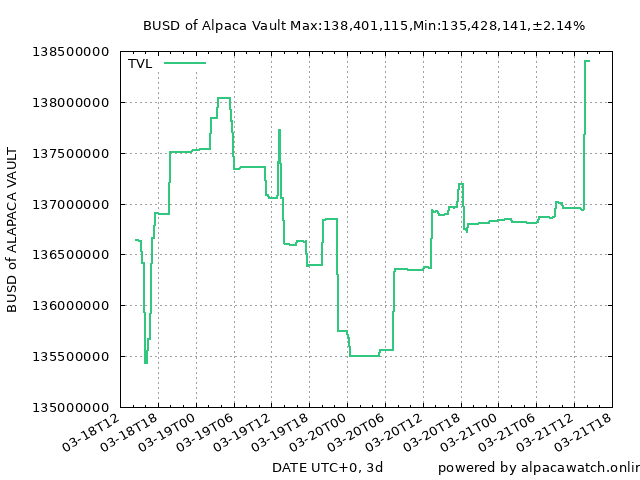 BUSD of Alpaca Vault Max:138,401,115,Min:135,428,141,±2.14%
138500000
TVL
138000000
137500000
137000000
136500000
136000000
135500000
135000000
BUSD of ALAPACA VAULT
03-18T12
03-18T18
03-19T00
03-19T06
03-19T12
03-19T18
03-20T00
03-20T06
03-20T12
03-20T18
03-21T00
03-21T06
03-21T12
03-21T18
DATE UTC+0, 3d
powered by alpacawatch.onlin